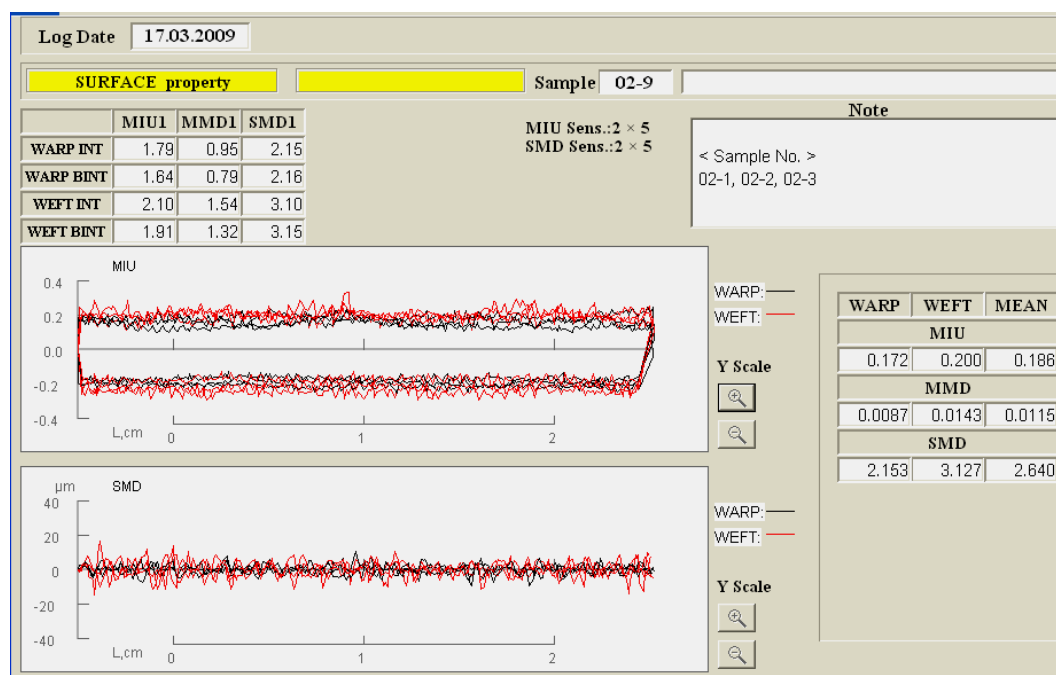 Log Date 17.03.2009
SURFACE property Sample 02-9
MIU1 MMD1 SMD1
WARP INT 1.79 0.95 2.15
WARP BINT 1.64 0.79 2.16
WEFT INT 2.10 1.54 3.10
WEFT BINT 1.91 1.32 3.15
MIU Sens.:2 × 5
SMD Sens.:2 × 5
Note
< Sample No. >
02-1, 02-2, 02-3
MIU
0.4
0.2
0.0
-0.2
-0.4
L,cm 0 1 2
WARP:
WEFT:
Y Scale
WARP WEFT MEAN
MIU
0.172 0.200 0.186
MMD
0.0087 0.0143 0.0115
SMD
2.153 3.127 2.640
µm SMD
40
20
0
-20
-40
L,cm 0 1 2
WARP:
WEFT:
Y Scale